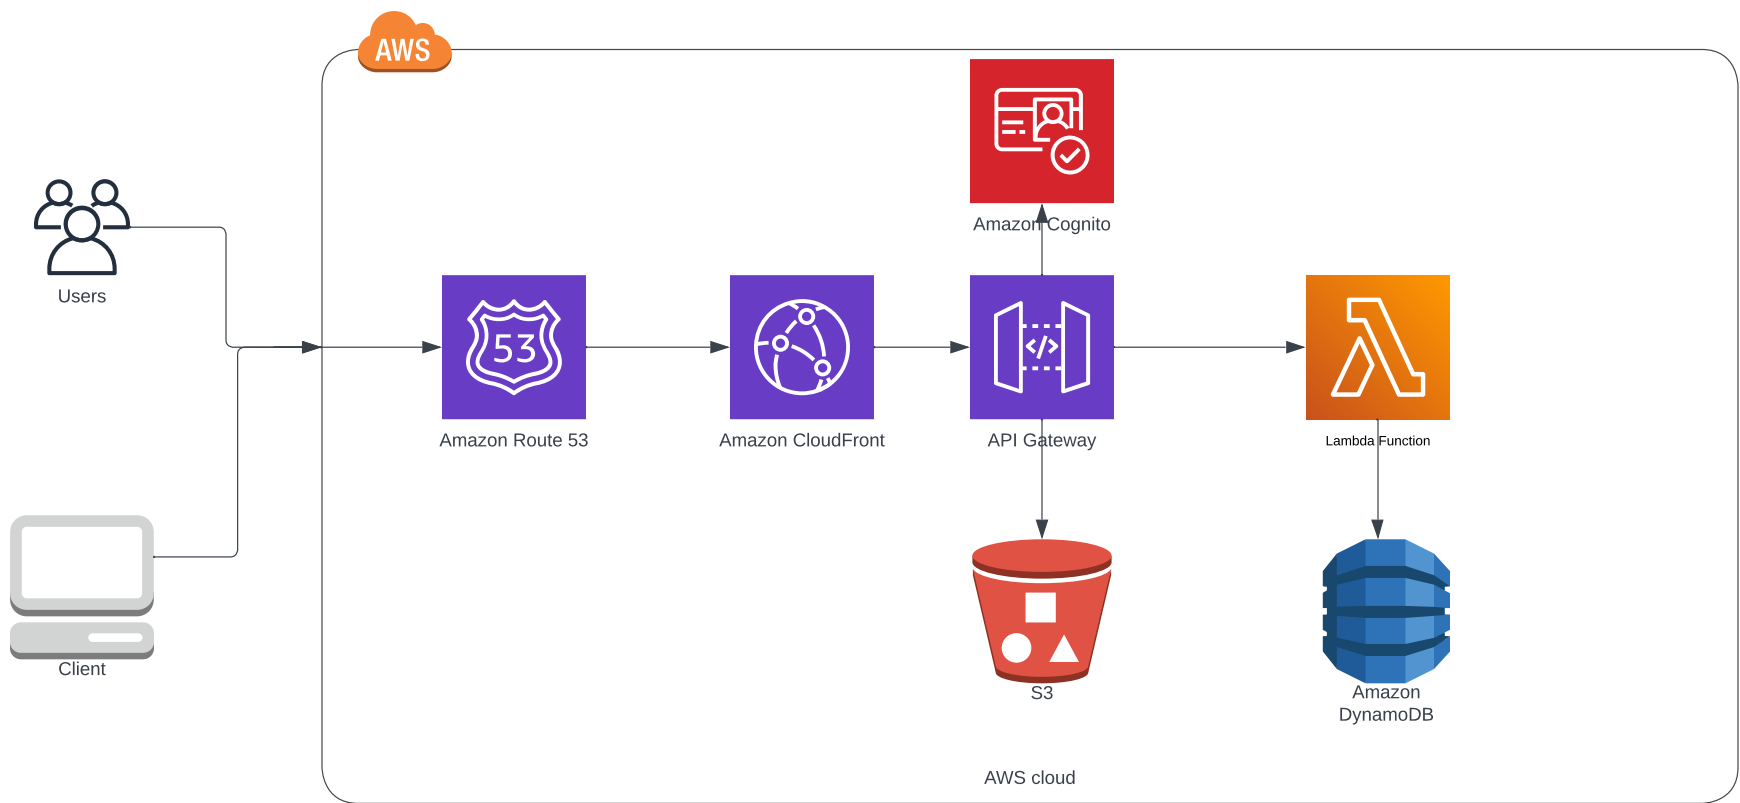 AWS
Amazon Cognito
Users
53
Amazon Route 53
Amazon CloudFront
</>
API Gateway
Lambda Function
Client
S3
Amazon
DynamoDB
AWS cloud